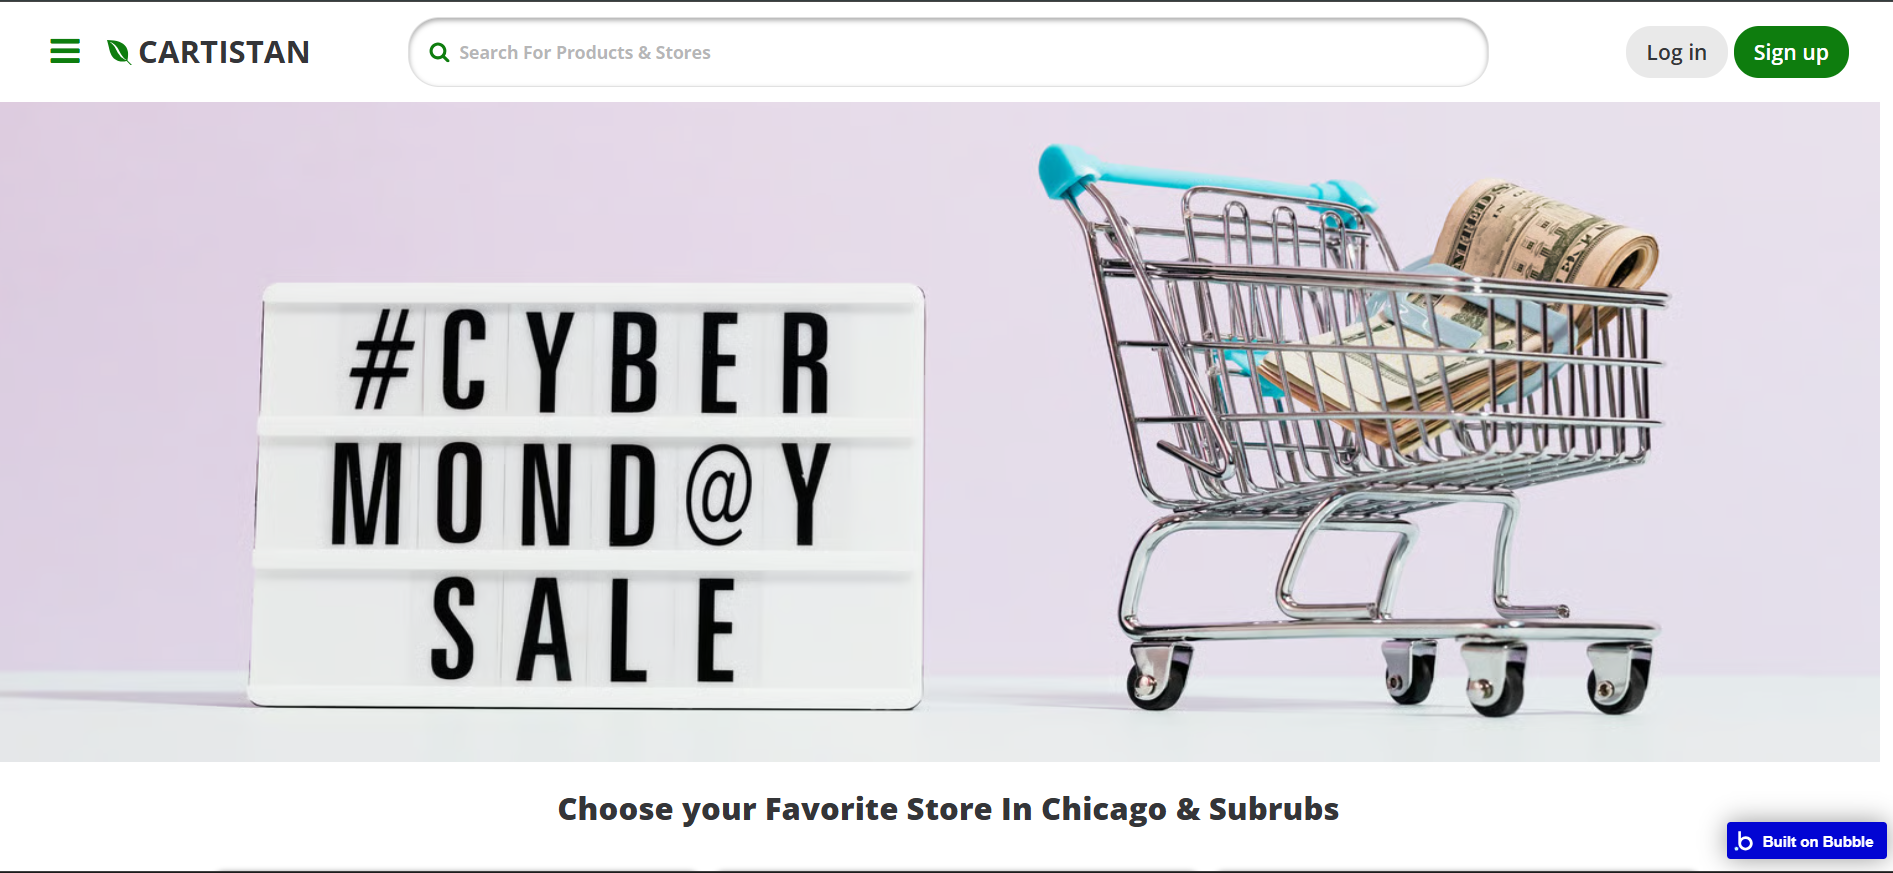 CARTISTAN
Search For Products & Stores
Log in
Sign up
#CYBER
MOND@Y
SALE
Choose your Favorite Store In Chicago & Subrubs
Built on Bubble